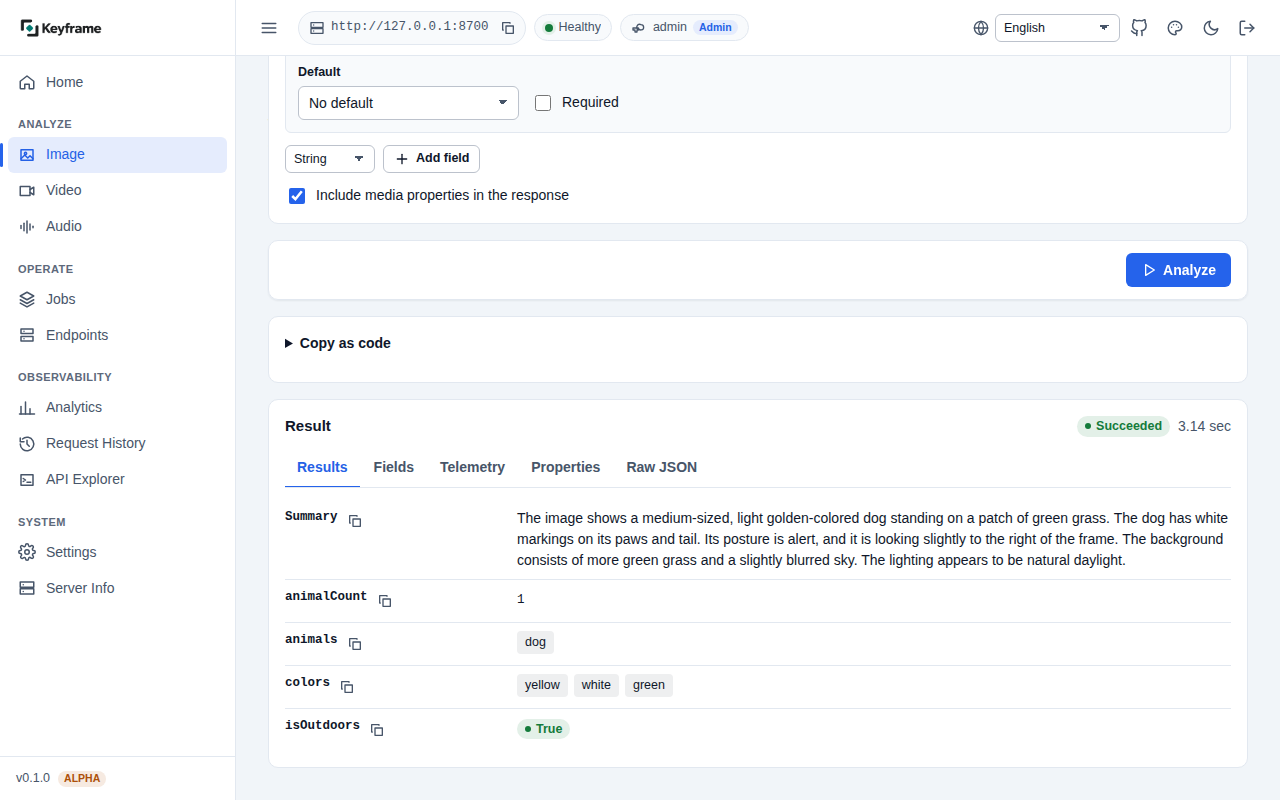 Keyframe
http://127.0.0.1:8700
Healthy
admin Admin
English
Home
ANALYZE
Image
Video
Audio
OPERATE
Jobs
Endpoints
OBSERVABILITY
Analytics
Request History
API Explorer
SYSTEM
Settings
Server Info
v0.1.0 ALPHA
Default
No default
Required
String
Add field
Include media properties in the response
Analyze
Copy as code
Result
Succeeded 3.14 sec
Results Fields Telemetry Properties Raw JSON
Summary
The image shows a medium-sized, light golden-colored dog standing on a patch of green grass. The dog has white
markings on its paws and tail. Its posture is alert, and it is looking slightly to the right of the frame. The background
consists of more green grass and a slightly blurred sky. The lighting appears to be natural daylight.
animalCount 1
animals dog
colors yellow white green
isOutdoors True